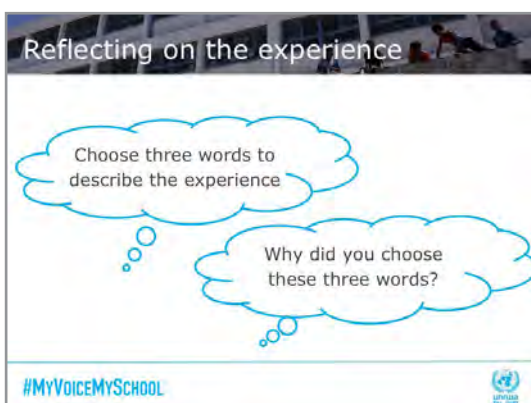 Reflecting on the experience
Choose three words to
describe the experience
Why did you choose
these three words?
#MYVOICEMYSCHOOL
unrwa